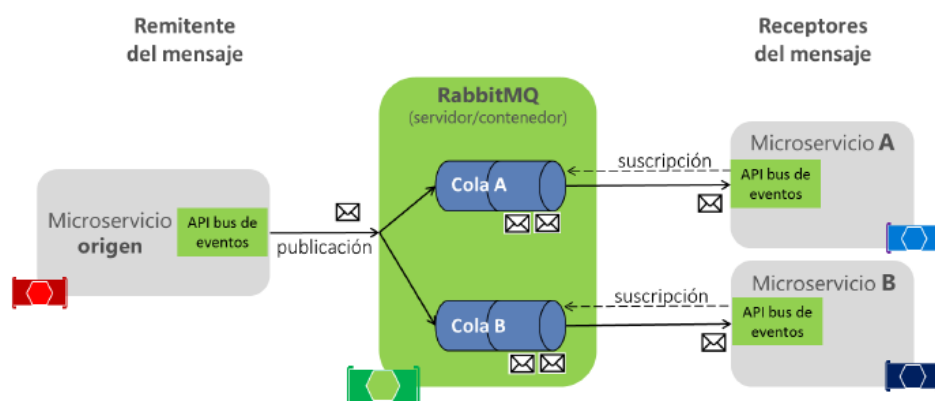 Remitente
del mensaje
Receptores
del mensaje
RabbitMQ
(servidor/contenedor)
Microservicio
origen
API bus de
eventos
publicación
Cola A
Cola B
suscripción
Microservicio A
API bus de
eventos
suscripción
Microservicio B
API bus de
eventos